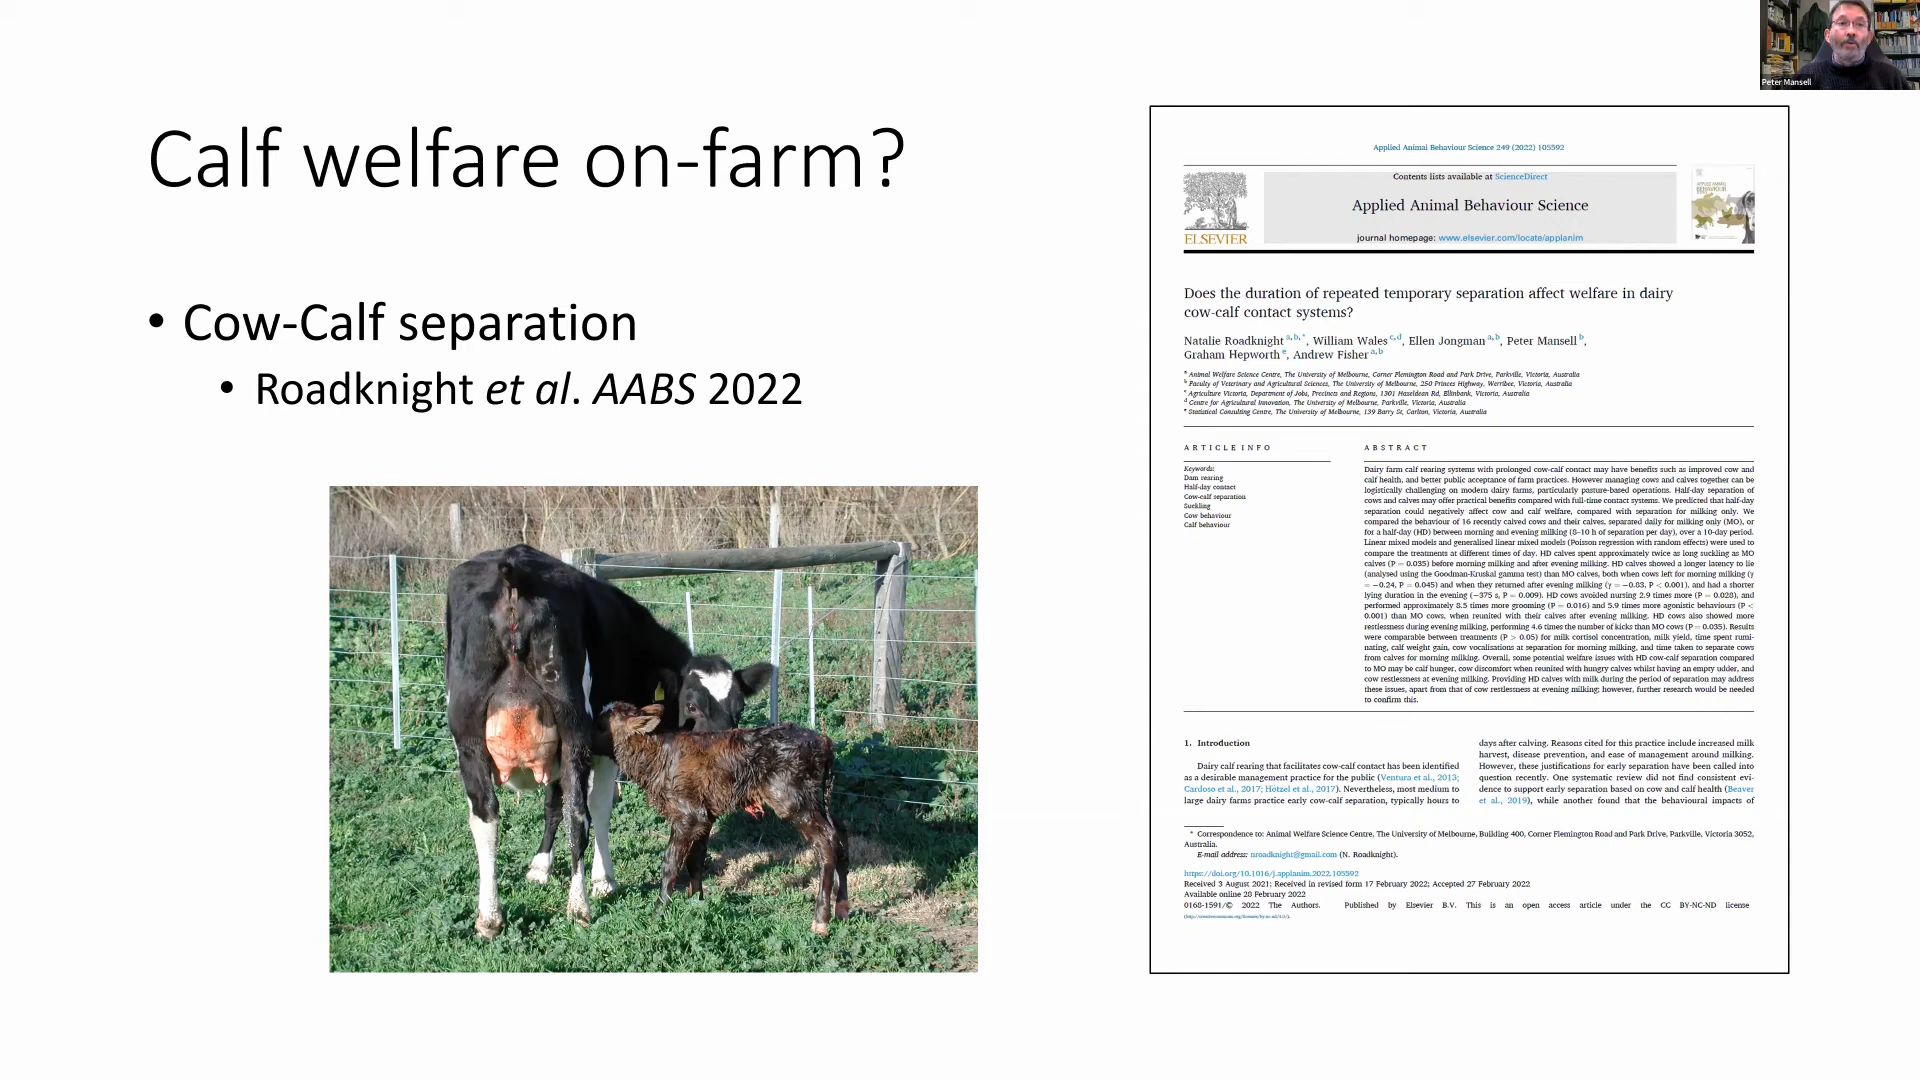 Peter Mansell
Calf welfare on-farm?
• Cow-Calf separation
• Roadknight et al. AABS 2022
Applied Animal Behaviour Science 249 (2022) 105592
Contents lists available at ScienceDirect
Applied Animal Behaviour Science
journal homepage: www.elsevier.com/locate/applanim
ELSEVIER
Does the duration of repeated temporary separation affect welfare in dairy
cow-calf contact systems?
Natalie Roadknight a,b,*, William Wales c,d, Ellen Jongman a,b, Peter Mansell b,
Graham Hepworth e, Andrew Fisher a,b
a Animal Welfare Science Centre, The University of Melbourne, Corner Flemington Road and Park Drive, Parkville, Victoria, Australia
b Faculty of Veterinary and Agricultural Sciences, The University of Melbourne, 250 Princes Highway, Werribee, Victoria, Australia
c Agriculture Victoria, Department of Jobs, Precincts and Regions, 1301 Hazeldean Rd, Ellinbank, Victoria, Australia
d Centre for Agricultural Innovation, The University of Melbourne, Parkville, Victoria, Australia
e Statistical Consulting Centre, The University of Melbourne, 139 Barry St, Carlton, Victoria, Australia
ARTICLE INFO
Keywords:
Dam rearing
Half-day contact
Cow-calf separation
Suckling
Cow behaviour
Calf behaviour
ABSTRACT
Dairy farm calf rearing systems with prolonged cow-calf contact may have benefits such as improved cow and
calf health, and better public acceptance of farm practices. However managing cows and calves together can be
logistically challenging on modern dairy farms, particularly pasture-based operations. Half-day separation of
cows and calves may offer practical benefits compared with full-time contact systems. We predicted that half-day
separation could negatively affect cow and calf welfare, compared with separation for milking only. We
compared the behaviour of 16 recently calved cows and their calves, separated daily for milking only (MO), or
for a half-day (HD) between morning and evening milking (8–10 h of separation per day), over a 10-day period.
Linear mixed models and generalised linear mixed models (Poisson regression with random effects) were used to
compare the treatments at different times of day. HD calves spent approximately twice as long suckling as MO
calves (P = 0.035) before morning milking and after evening milking. HD calves showed a longer latency to lie
(analysed using the Goodman-Kruskal gamma test) than MO calves, both when cows left for morning milking (γ
= −0.24, P = 0.045) and when they returned after evening milking (γ = −0.83, P < 0.001), and had a shorter
lying duration in the evening (−375 s, P = 0.009). HD cows avoided nursing 2.9 times more (P = 0.028), and
performed approximately 8.5 times more grooming (P = 0.016) and 5.9 times more agonistic behaviours (P <
0.001) than MO cows, when reunited with their calves after evening milking. HD cows also showed more
restlessness during evening milking, performing 4.6 times the number of kicks than MO cows (P = 0.035). Results
were comparable between treatments (P > 0.05) for milk cortisol concentration, milk yield, time spent rumi-
nating, calf weight gain, cow vocalisations at separation for morning milking, and time taken to separate cows
from calves for morning milking. Overall, some potential welfare issues with HD cow-calf separation compared
to MO may be calf hunger, cow discomfort when reunited with hungry calves whilst having an empty udder, and
cow restlessness at evening milking. Providing HD calves with milk during the period of separation may address
these issues, apart from that of cow restlessness at evening milking; however, further research would be needed
to confirm this.
1. Introduction
Dairy calf rearing that facilitates cow-calf contact has been identified
as a desirable management practice for the public (Ventura et al., 2013;
Cardoso et al., 2017; Hötzel et al., 2017). Nevertheless, most medium to
large dairy farms practice early cow-calf separation, typically hours to
days after calving. Reasons cited for this practice include increased milk
harvest, disease prevention, and ease of management around milking.
However, these justifications for early separation have been called into
question recently. One systematic review did not find consistent evi-
dence to support early separation based on cow and calf health (Beaver
et al., 2019), while another found that the behavioural impacts of
* Correspondence to: Animal Welfare Science Centre, The University of Melbourne, Building 400, Corner Flemington Road and Park Drive, Parkville, Victoria 3052,
Australia.
E-mail address: nroadknight@gmail.com (N. Roadknight).
https://doi.org/10.1016/j.applanim.2022.105592
Received 3 August 2021; Received in revised form 17 February 2022; Accepted 27 February 2022
Available online 28 February 2022
0168-1591/© 2022 The Authors. Published by Elsevier B.V. This is an open access article under the CC BY-NC-ND license